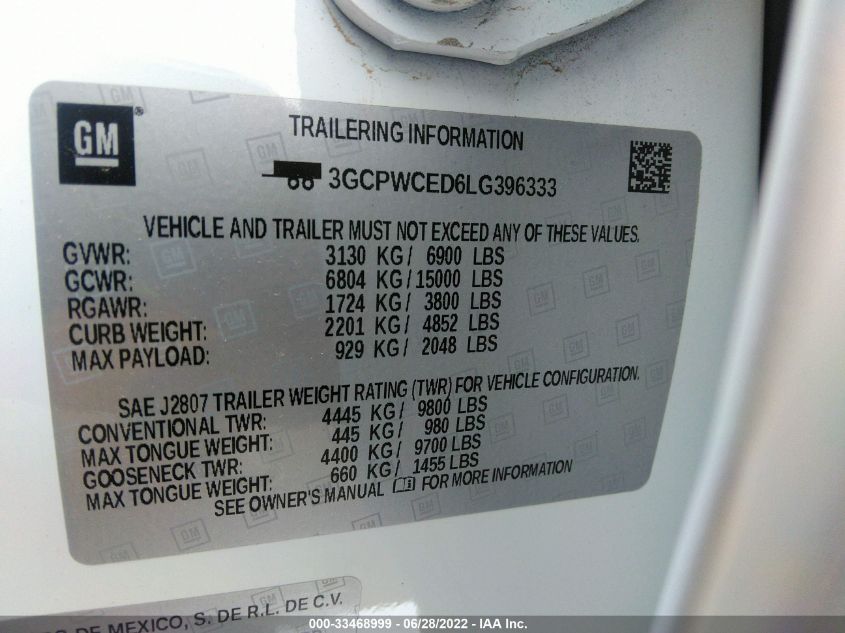 GM
TRAILERING INFORMATION
3GCPWCED6LG396333
VEHICLE AND TRAILER MUST NOT EXCEED ANY OF THESE VALUES.
GVWR: 3130 KG/ 6900 LBS
GCWR: 6804 KG/15000 LBS
RGAWR: 1724 KG/ 3800 LBS
CURB WEIGHT: 2201 KG/ 4852 LBS
MAX PAYLOAD: 929 KG/ 2048 LBS
SAE J2807 TRAILER WEIGHT RATING (TWR) FOR VEHICLE CONFIGURATION.
CONVENTIONAL TWR: 4445 KG/ 9800 LBS
MAX TONGUE WEIGHT: 445 KG/ 980 LBS
GOOSENECK TWR: 4400 KG/ 9700 LBS
MAX TONGUE WEIGHT: 660 KG/ 1455 LBS
SEE OWNER'S MANUAL FOR MORE INFORMATION
DE MEXICO, S. DE R.L. DE C.V.
000-33468999 - 06/28/2022 - IAA Inc.